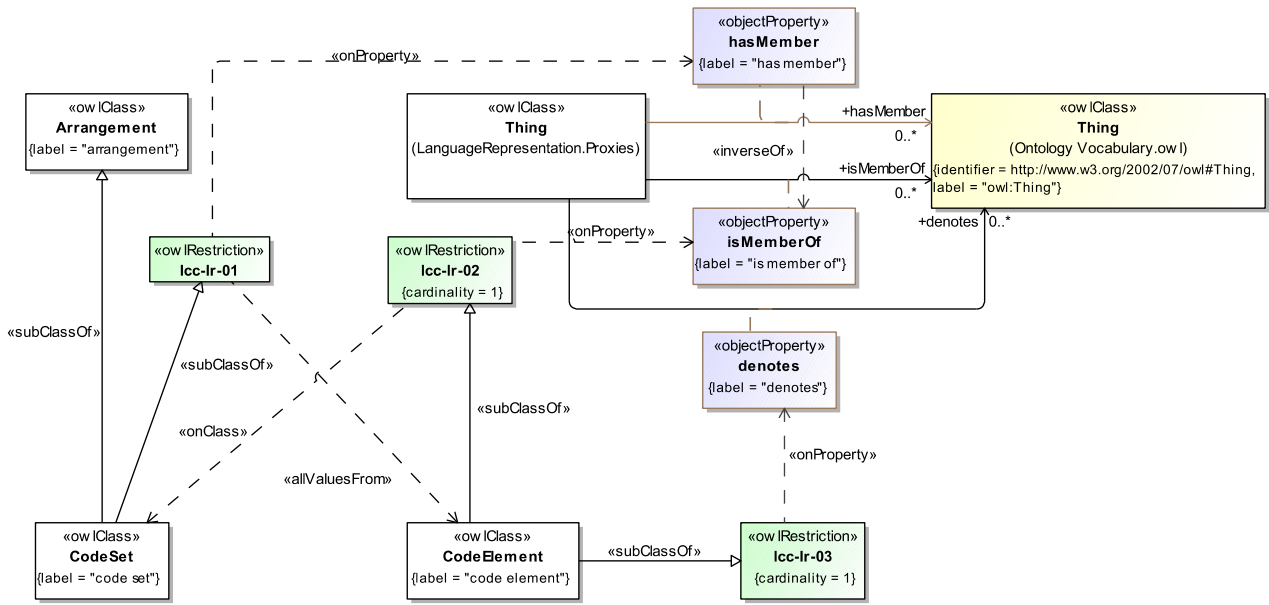 «objectProperty»
hasMember
{label = "has member"}
«onProperty»
«owlClass»
Arrangement
{label = "arrangement"}
«owlClass»
Thing
(LanguageRepresentation.Proxies)
+hasMember
0..*
«owlClass»
Thing
(Ontology Vocabulary.owl)
{identifier = http://www.w3.org/2002/07/owl#Thing,
label = "owl:Thing"}
«inverseOf»
+isMemberOf
0..*
+denotes 0..*
«objectProperty»
isMemberOf
{label = "is member of"}
«onProperty»
«owlRestriction»
lcc-lr-01
«owlRestriction»
lcc-lr-02
{cardinality = 1}
«subClassOf»
«subClassOf»
«objectProperty»
denotes
{label = "denotes"}
«subClassOf»
«onClass»
«onProperty»
«allValuesFrom»
«owlClass»
CodeSet
{label = "code set"}
«owlClass»
CodeElement
{label = "code element"}
«subClassOf»
«owlRestriction»
lcc-lr-03
{cardinality = 1}